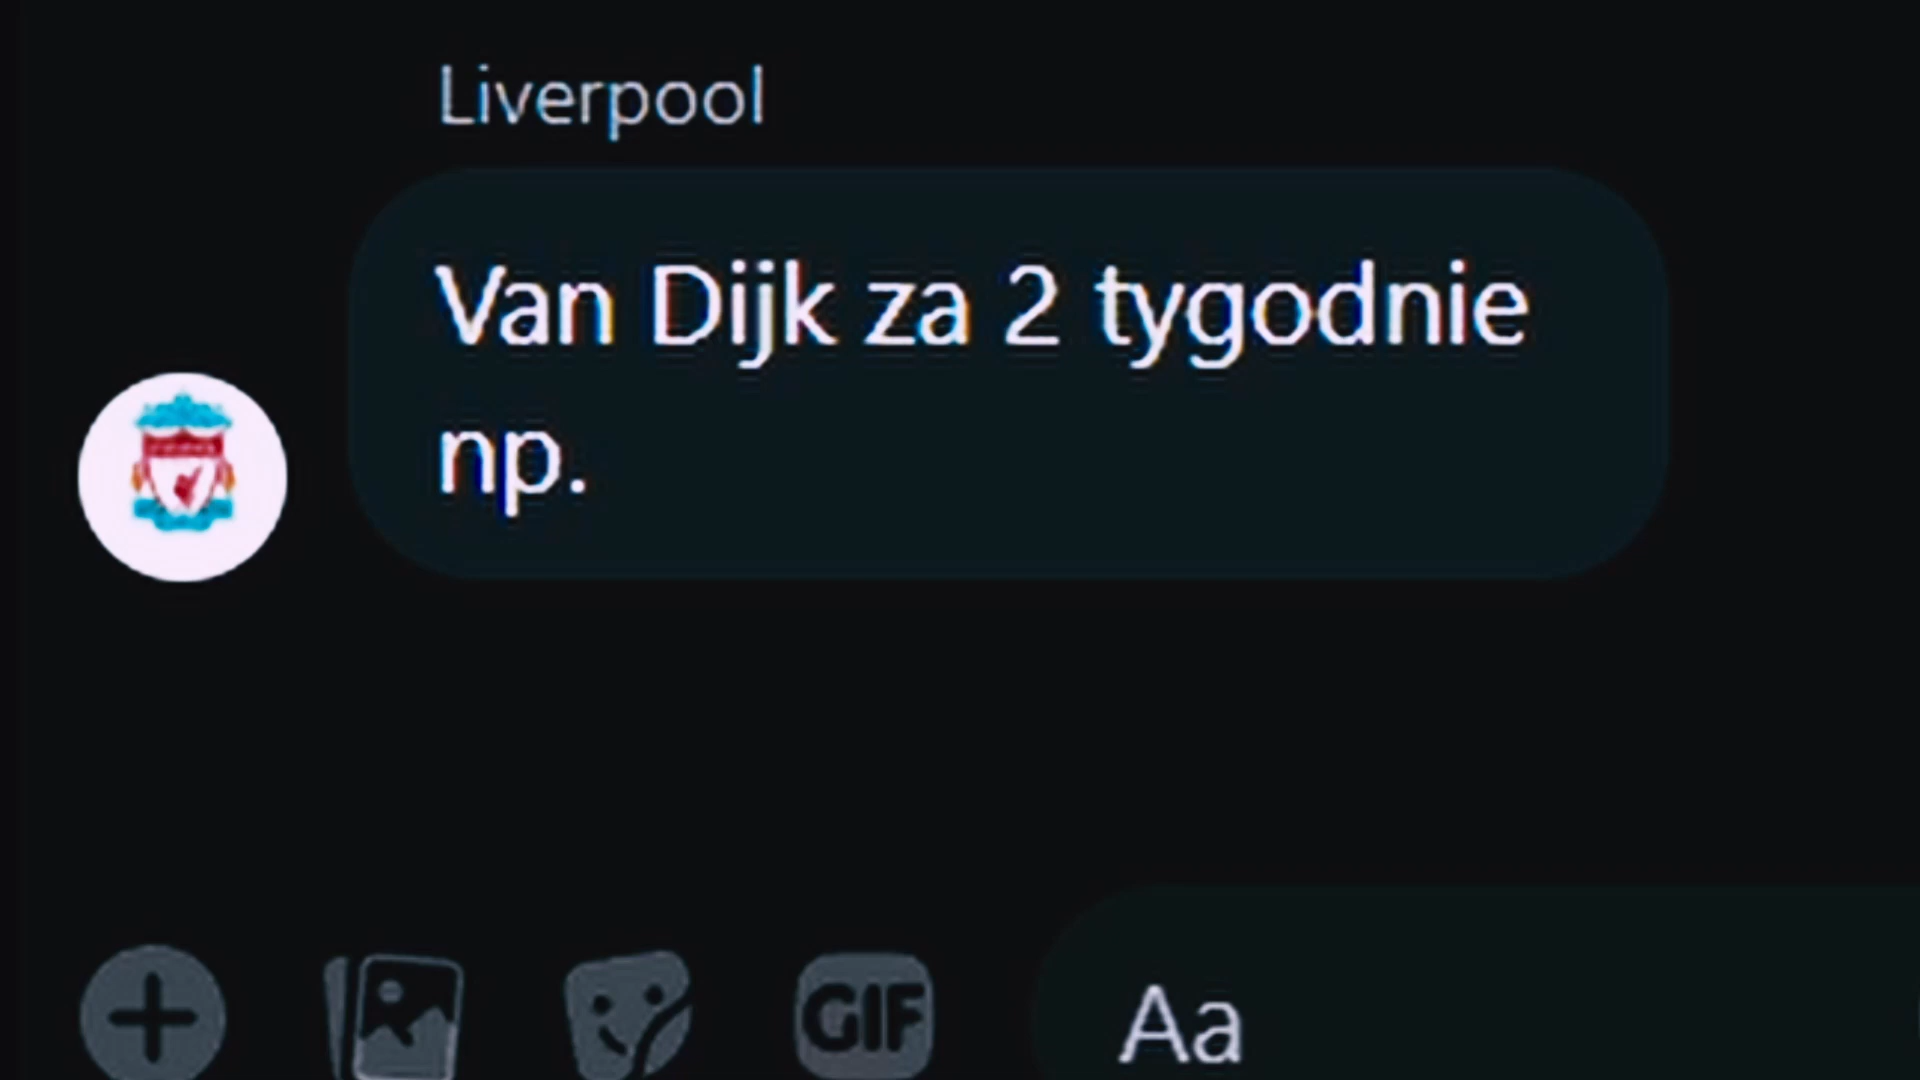 Liverpool
Van Dijk za 2 tygodnie
np.
GIF
Aa